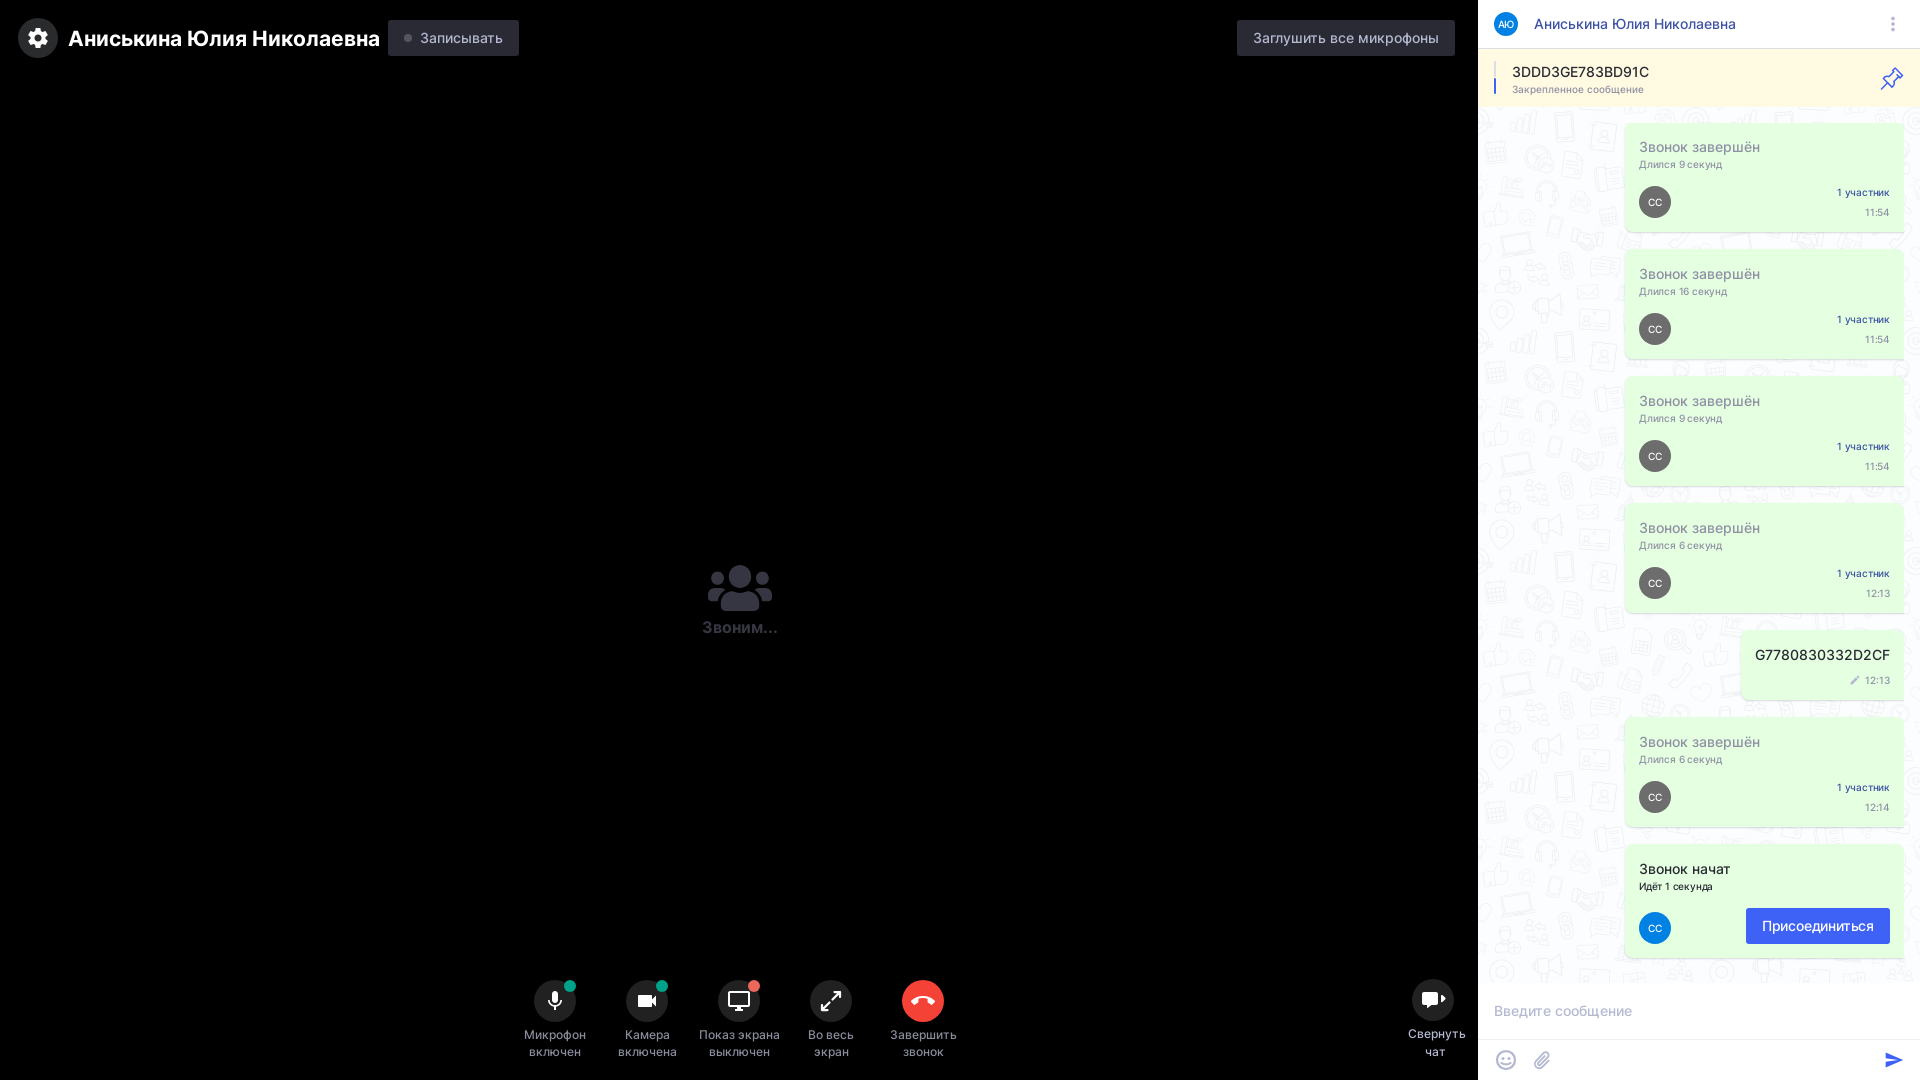 Аниськина Юлия Николаевна
Записывать
Заглушить все микрофоны
Звоним...
Микрофон
включен
Камера
включена
Показ экрана
выключен
Во весь
экран
Завершить
звонок
Свернуть
чат
АЮ
Аниськина Юлия Николаевна
3DDD3GE783BD91C
Закрепленное сообщение
Звонок завершён
Длился 9 секунд
СС
1 участник
11:54
Звонок завершён
Длился 16 секунд
СС
1 участник
11:54
Звонок завершён
Длился 9 секунд
СС
1 участник
11:54
Звонок завершён
Длился 6 секунд
СС
1 участник
12:13
G7780830332D2CF
12:13
Звонок завершён
Длился 6 секунд
СС
1 участник
12:14
Звонок начат
Идёт 1 секунда
СС
Присоединиться
Введите сообщение